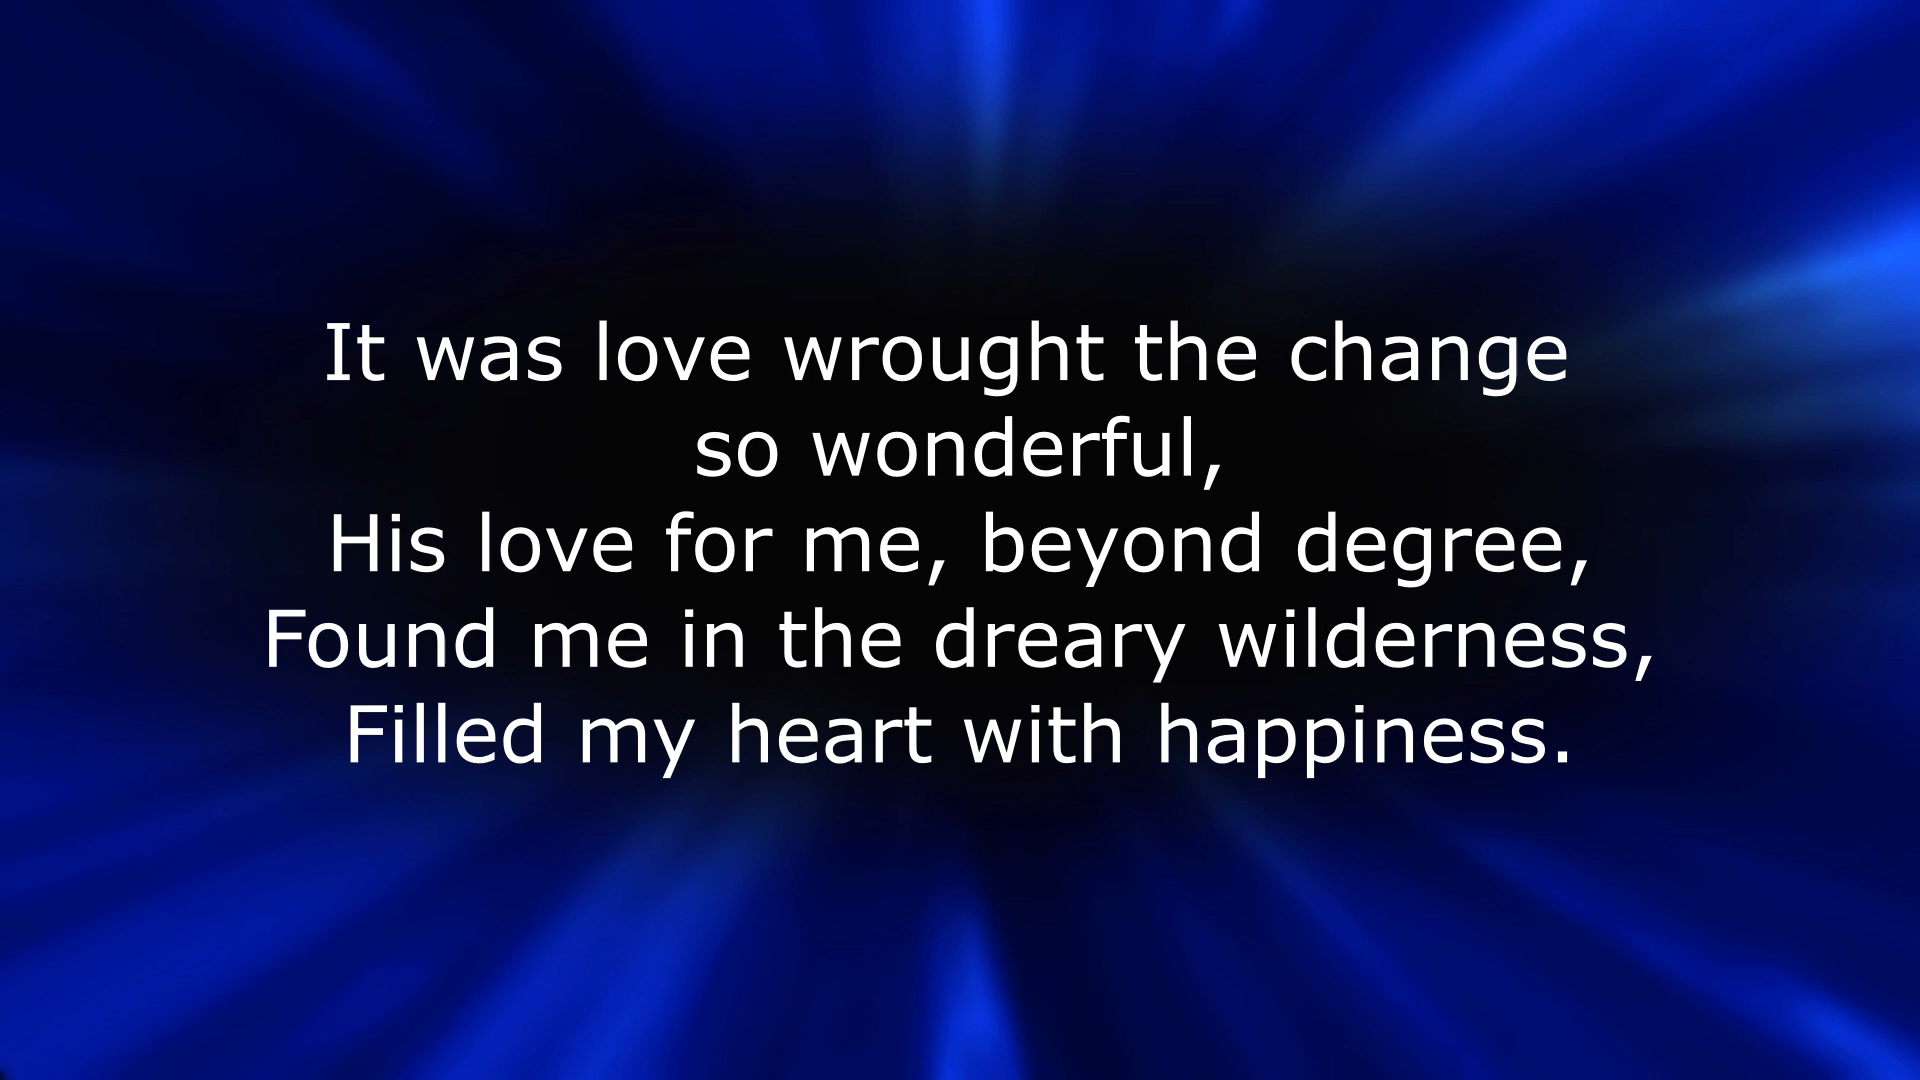 It was love wrought the change
so wonderful,
His love for me, beyond degree,
Found me in the dreary wilderness,
Filled my heart with happiness.